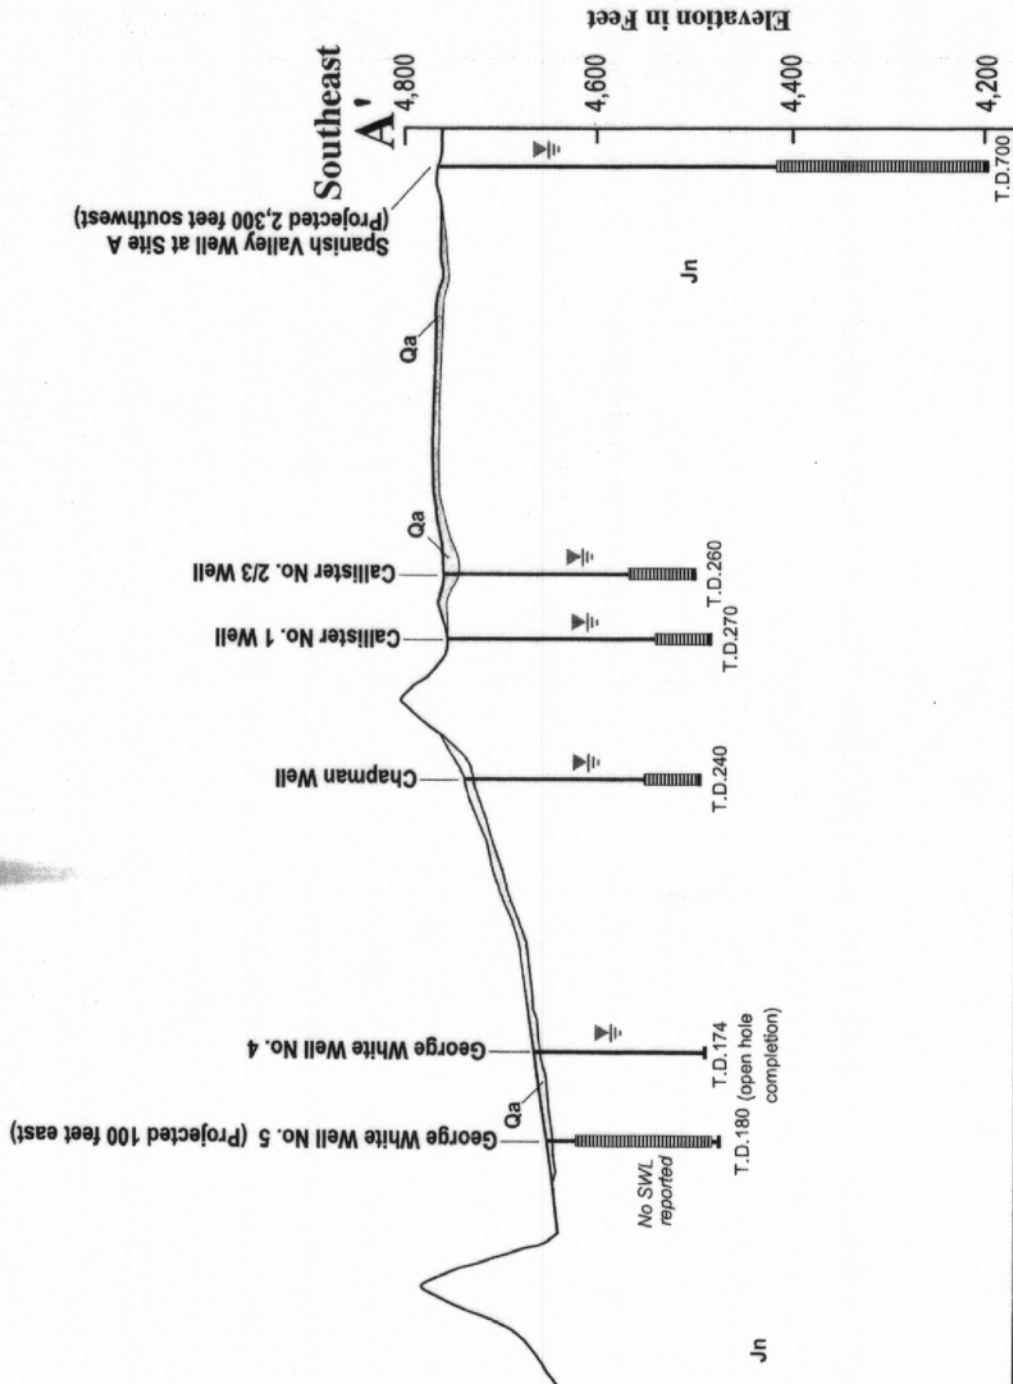 Southeast
A'
4,800
4,600
4,400
4,200
Elevation in Feet
Spanish Valley Well at Site A
(Projected 2,300 feet southwest)
T.D.700
Jn
Qa
Qa
Callister No. 2/3 Well
T.D.260
Callister No. 1 Well
T.D.270
Chapman Well
T.D.240
George White Well No. 4
T.D.174
(open hole
completion)
Qa
George White Well No. 5 (Projected 100 feet east)
T.D.180
No SWL
reported
Jn